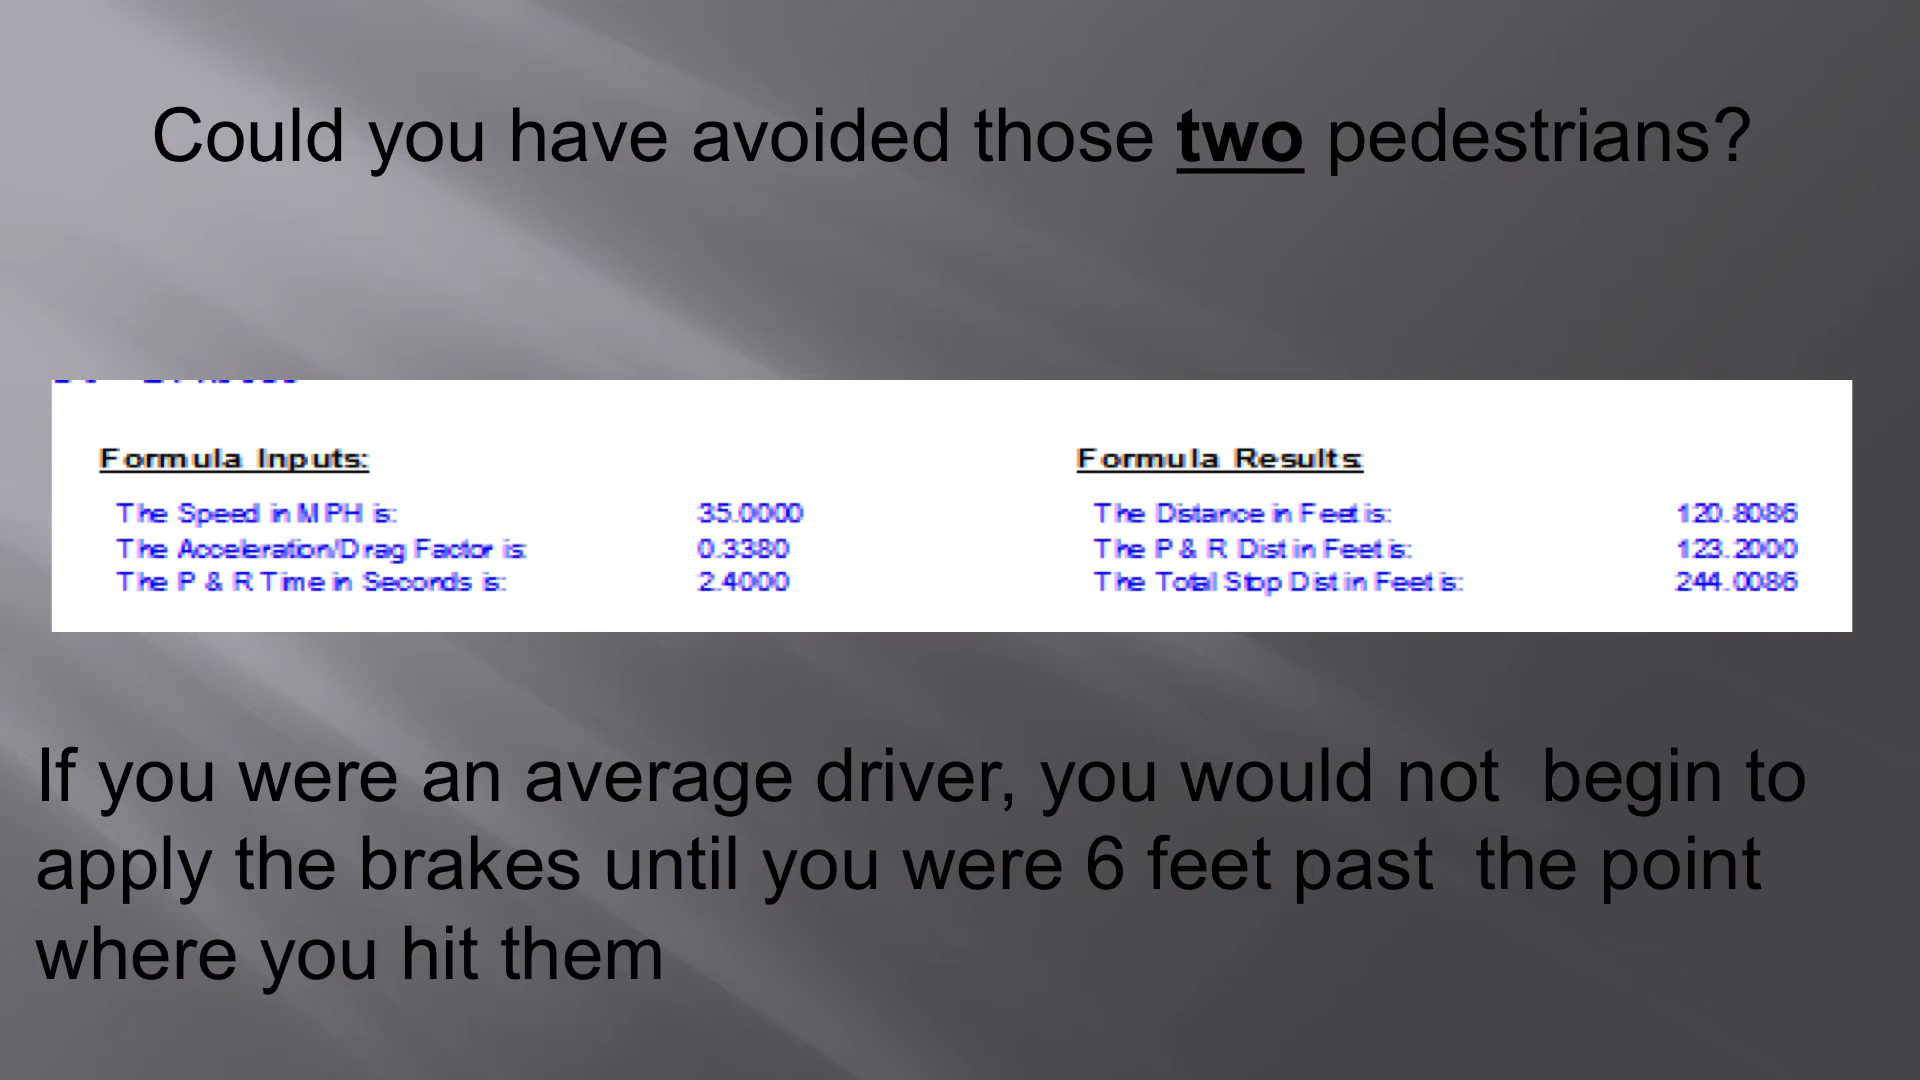 Could you have avoided those two pedestrians?
Formula Inputs: Formula Results:
The Speed in MPH is: 35.0000 The Distance in Feet is: 120.8086
The Acceleration/Drag Factor is: 0.3380 The P & R Dist in Feet is: 123.2000
The P & R Time in Seconds is: 2.4000 The Total Stop Dist in Feet is: 244.0086
If you were an average driver, you would not begin to
apply the brakes until you were 6 feet past the point
where you hit them